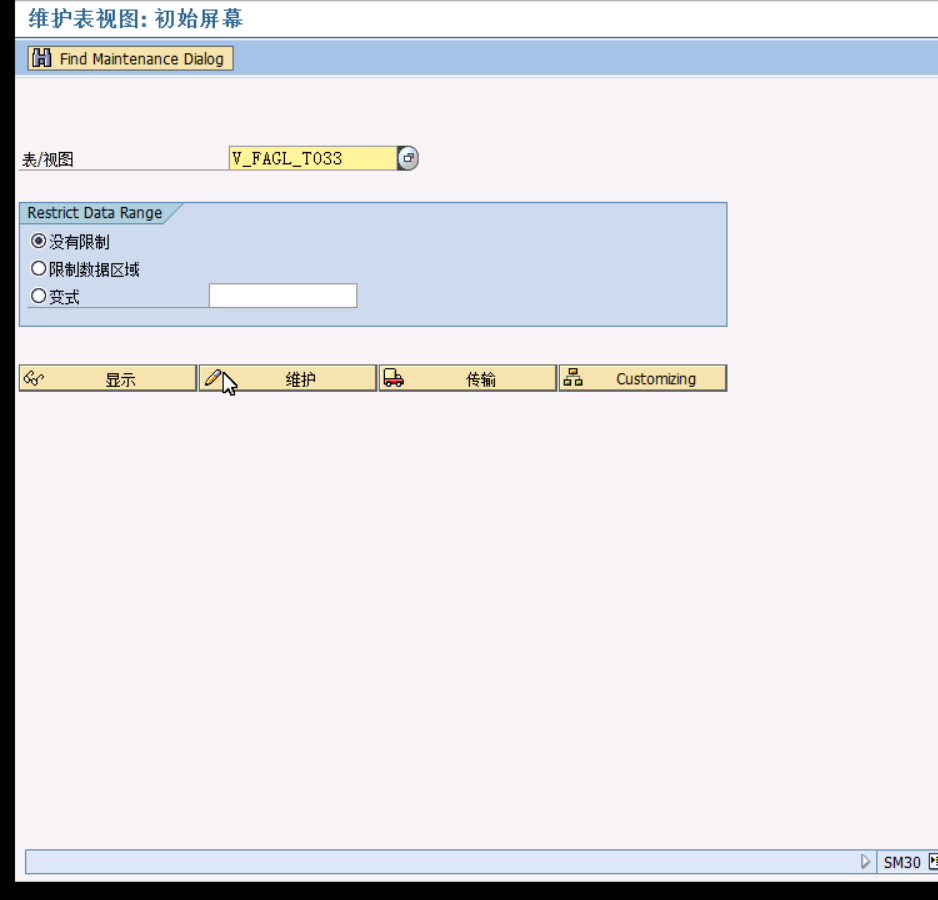 维护表视图: 初始屏幕
Find Maintenance Dialog
表/视图 V_FAGL_T033
Restrict Data Range
没有限制
限制数据区域
变式
显示 维护 传输 Customizing
SM30